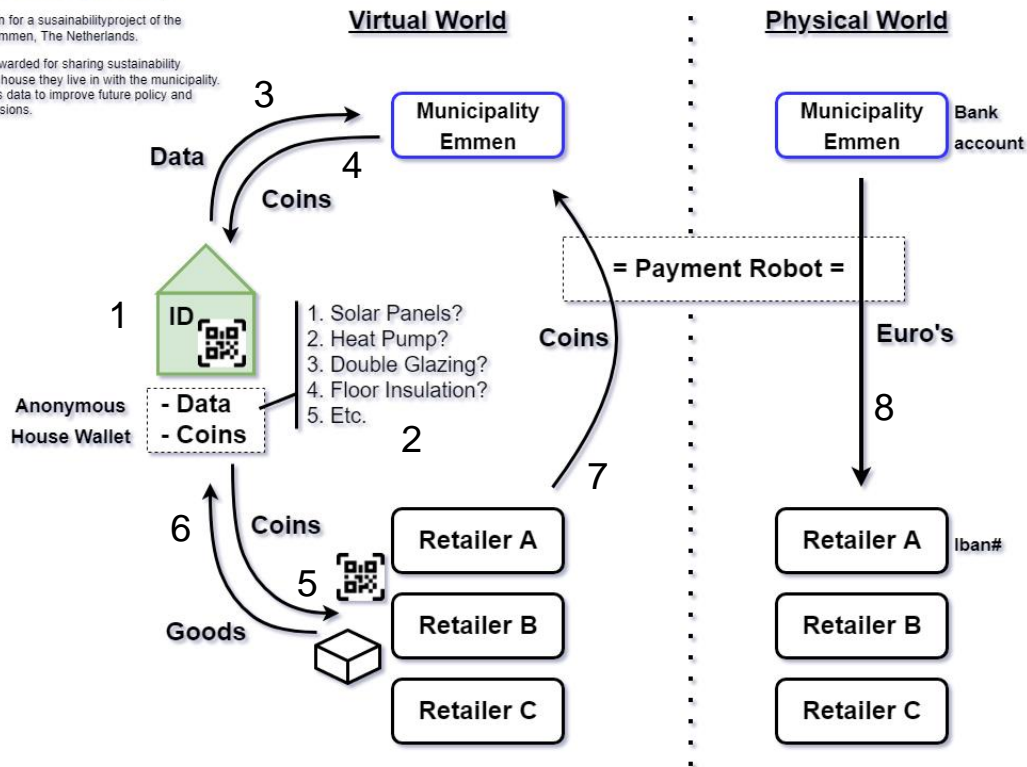 n for a susainabilityproject of the
mmen, The Netherlands.
warded for sharing sustainability
house they live in with the municipality.
s data to improve future policy and
sions.
Virtual World
Physical World
3
Municipality
Emmen
Municipality
Emmen
Bank
account
Data
4
Coins
= Payment Robot =
1
ID
1. Solar Panels?
2. Heat Pump?
3. Double Glazing?
4. Floor Insulation?
5. Etc.
2
Coins
Euro's
Anonymous
House Wallet
- Data
- Coins
8
7
6
Coins
5
Goods
Retailer A
Retailer B
Retailer C
Retailer A
Iban#
Retailer B
Retailer C